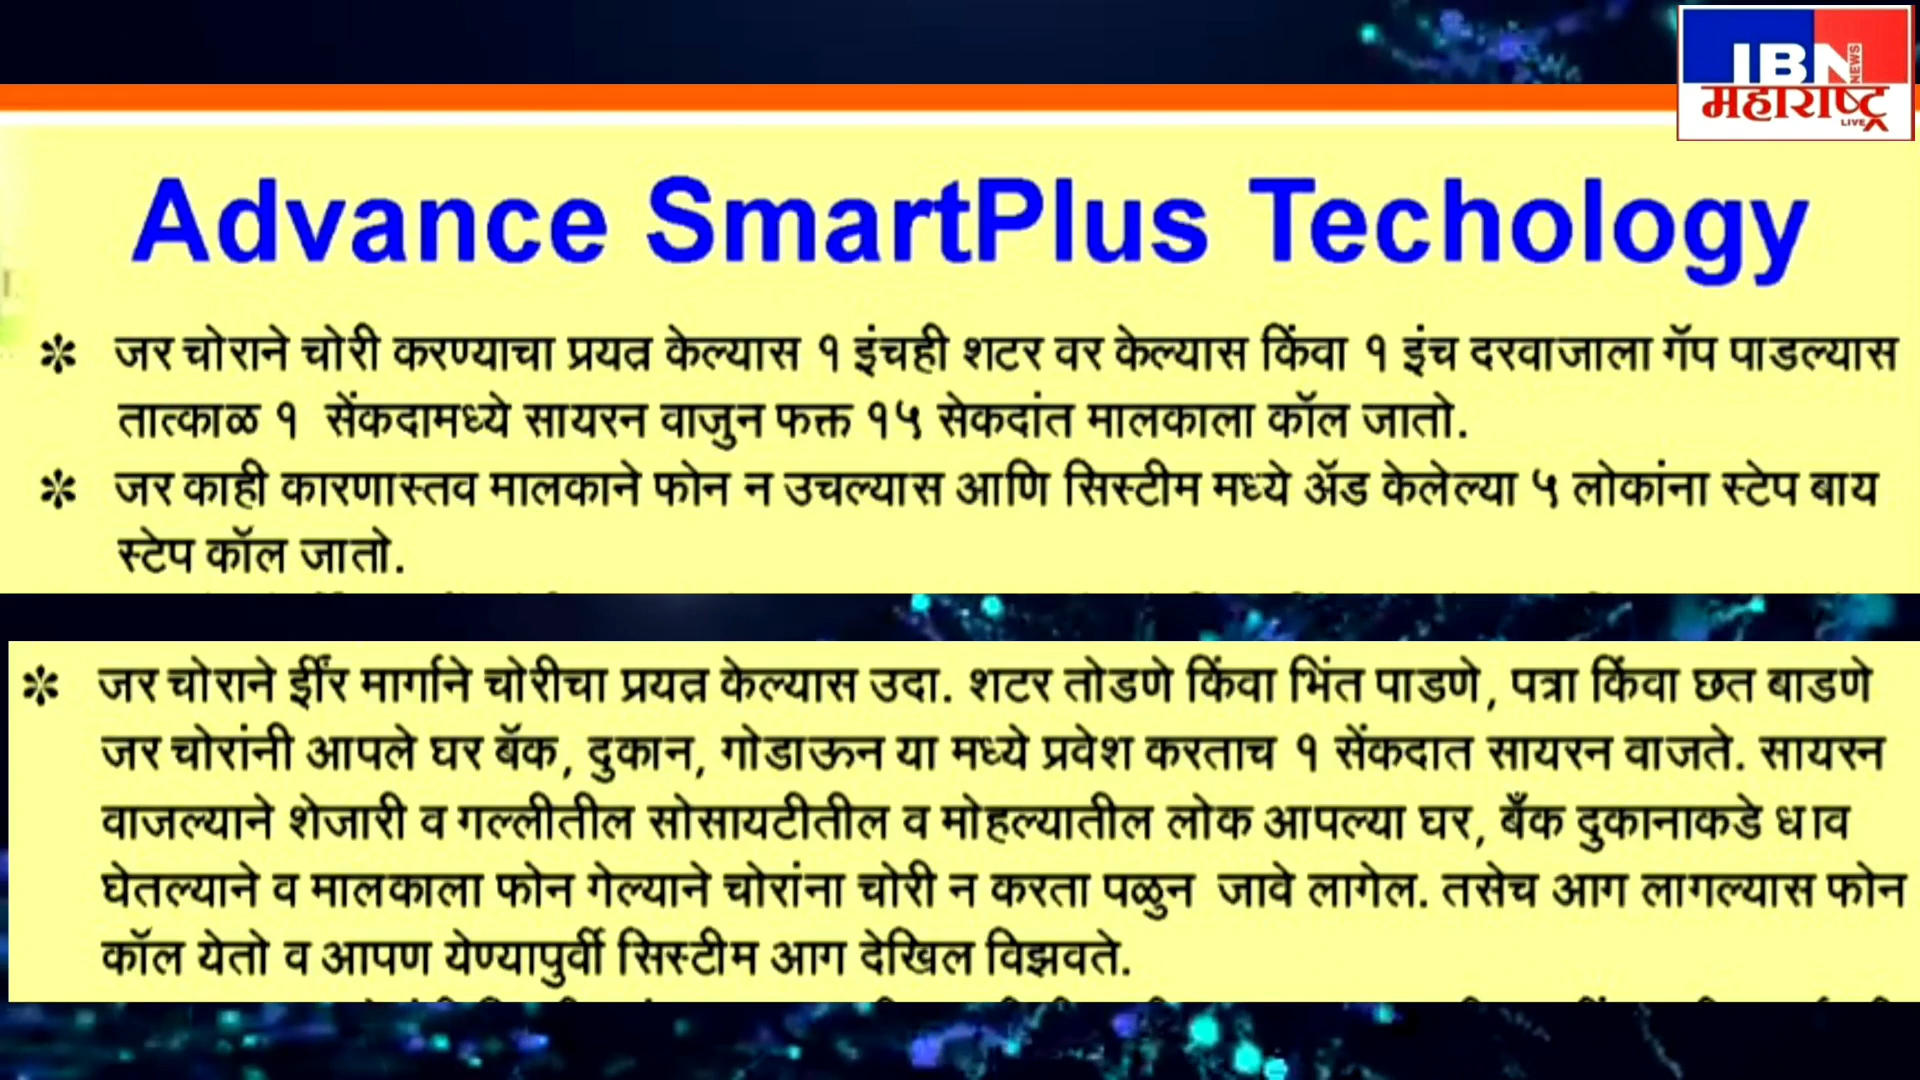 IBN NEWS
महाराष्ट्र
LIVE
Advance SmartPlus Techology
✼ जर चोराने चोरी करण्याचा प्रयत्न केल्यास १ इंचही शटर वर केल्यास किंवा १ इंच दरवाजाला गॅप पाडल्यास
तात्काळ १ सेंकदामध्ये सायरन वाजुन फक्त १५ सेकदांत मालकाला कॉल जातो.
✼ जर काही कारणास्तव मालकाने फोन न उचल्यास आणि सिस्टीम मध्ये ॲड केलेल्या ५ लोकांना स्टेप बाय
स्टेप कॉल जातो.
✼ जर चोराने ईीर मार्गाने चोरीचा प्रयत्न केल्यास उदा. शटर तोडणे किंवा भिंत पाडणे, पत्रा किंवा छत बाडणे
जर चोरांनी आपले घर बॅक, दुकान, गोडाऊन या मध्ये प्रवेश करताच १ सेंकदात सायरन वाजते. सायरन
वाजल्याने शेजारी व गल्लीतील सोसायटीतील व मोहल्यातील लोक आपल्या घर, बँक दुकानाकडे धाव
घेतल्याने व मालकाला फोन गेल्याने चोरांना चोरी न करता पळुन जावे लागेल. तसेच आग लागल्यास फोन
कॉल येतो व आपण येण्यापुर्वी सिस्टीम आग देखिल विझवते.